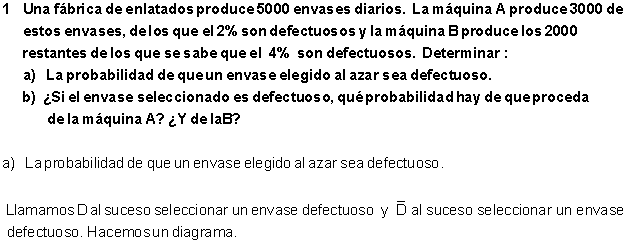 1 Una fábrica de enlatados produce 5000 envases diarios. La máquina A produce 3000 de
estos envases, de los que el 2% son defectuosos y la máquina B produce los 2000
restantes de los que se sabe que el 4% son defectuosos. Determinar :
a) La probabilidad de que un envase elegido al azar sea defectuoso.
b) ¿Si el envase seleccionado es defectuoso, qué probabilidad hay de que proceda
de la máquina A? ¿Y de la B?
a) La probabilidad de que un envase elegido al azar sea defectuoso.
Llamamos D al suceso seleccionar un envase defectuoso y D̅ al suceso seleccionar un envase
defectuoso. Hacemos un diagrama.